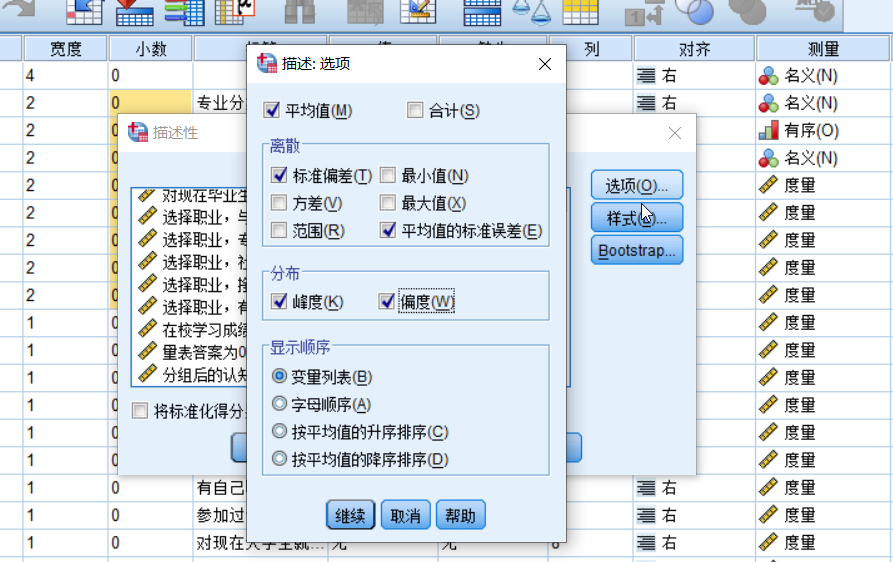 宽度 小数 列 对齐 测量
描述: 选项
4 0 右 名义(N)
2 0 专业分 右 名义(N)
平均值(M) 合计(S)
2 有序(O)
描述性
2 名义(N)
离散
标准偏差(T) 最小值(N)
2 度量
选项(O)...
对现在毕业生
方差(V) 最大值(X)
2 度量
选择职业，
样式
范围(R) 平均值的标准误差(E)
2 度量
选择职业，
Bootstrap...
选择职业，
2 度量
分布
选择职业，
2 度量
峰度(K) 偏度(W)
选择职业，有
1 度量
在校学习成绩
显示顺序
1 度量
量表答案为0
变量列表(B)
1 度量
分组后的认知
字母顺序(A)
1 度量
将标准化得分
按平均值的升序排序(C)
1 度量
按平均值的降序排序(D)
1 度量
1 0 有自己 右 度量
继续 取消 帮助
1 0 参加过 右 度量
1 0 对现在大学生就... 无 无 右 度量